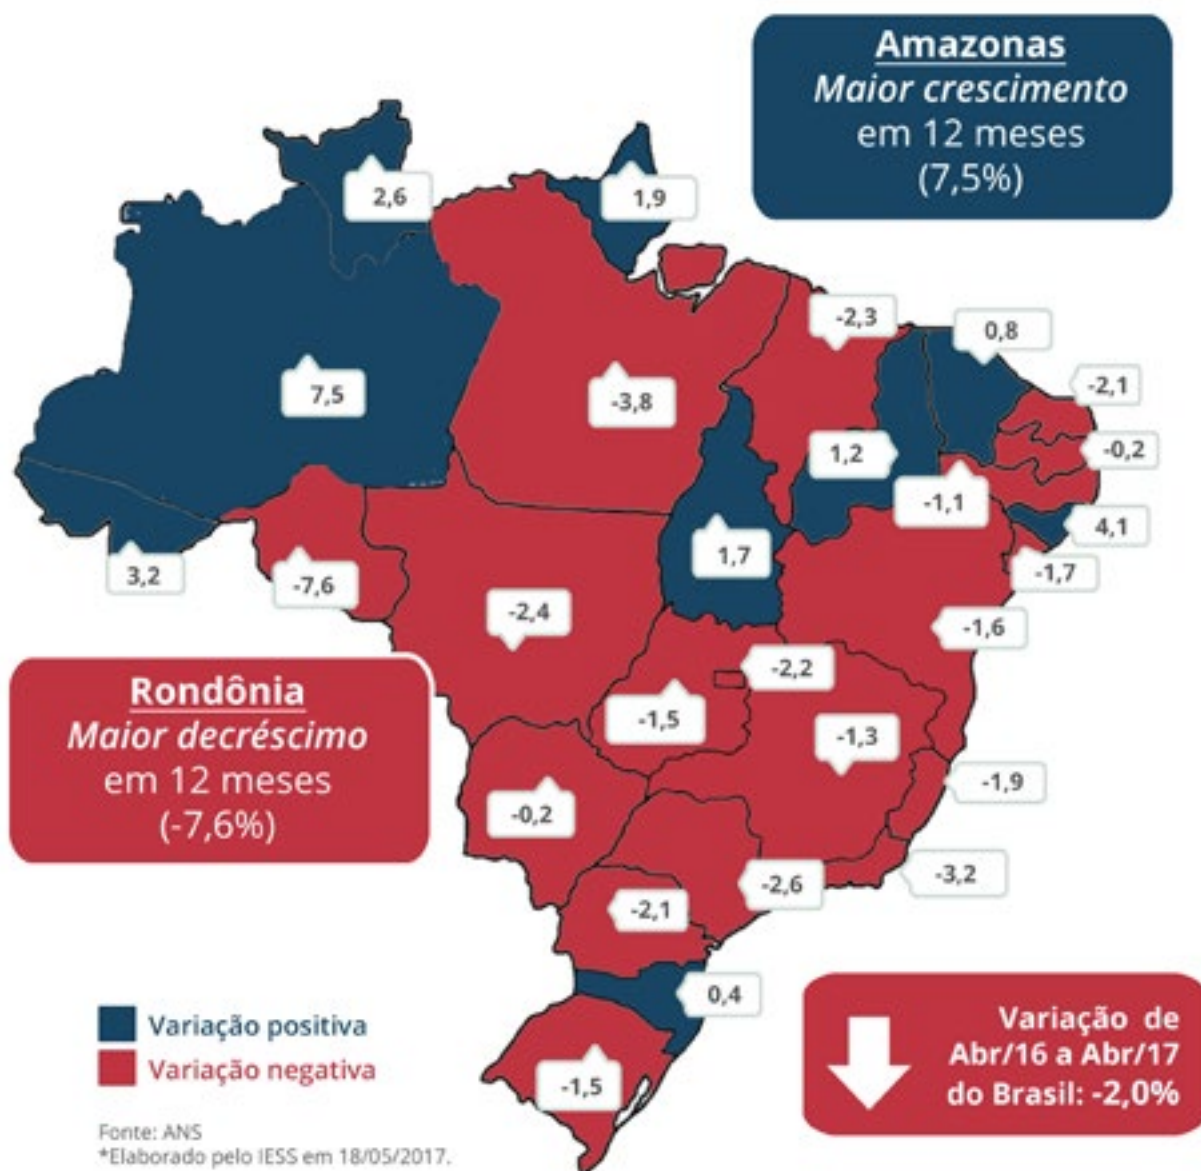 Amazonas
Maior crescimento
em 12 meses
(7,5%)
2,6
1,9
-2,3
0,8
7,5
-3,8
-2,1
1,2
-0,2
-1,1
4,1
1,7
3,2
-7,6
-1,7
-2,4
-1,6
-2,2
Rondônia
Maior decréscimo
em 12 meses
(-7,6%)
-1,5
-1,3
-1,9
-0,2
-3,2
-2,6
-2,1
0,4
Variação positiva
Variação negativa
-1,5
Variação de
Abr/16 a Abr/17
do Brasil: -2,0%
Fonte: ANS
*Elaborado pelo IESS em 18/05/2017.